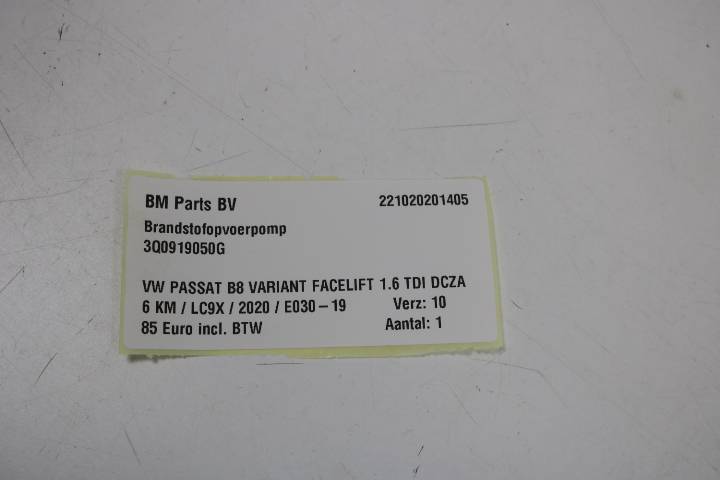 BM Parts BV 221020201405
Brandstofopvoerpomp
3Q0919050G
VW PASSAT B8 VARIANT FACELIFT 1.6 TDI DCZA
6 KM / LC9X / 2020 / E030-19 Verz: 10
85 Euro incl. BTW Aantal: 1